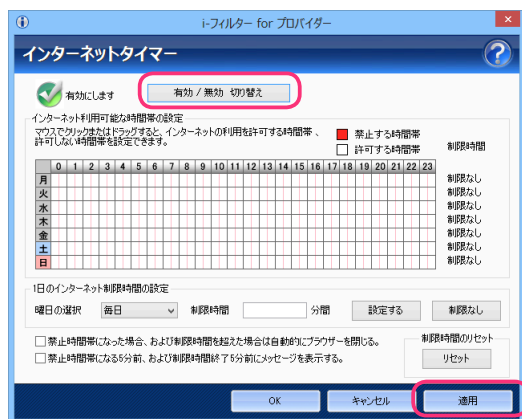 i-フィルター for プロバイダー
インターネットタイマー
有効にします
有効 / 無効 切り替え
インターネット利用可能な時間帯の設定
マウスでクリックまたはドラッグすると、インターネットの利用を許可する時間帯 、
許可しない時間帯を設定できます。
禁止する時間帯
許可する時間帯
制限時間
0 1 2 3 4 5 6 7 8 9 10 11 12 13 14 15 16 17 18 19 20 21 22 23
月 制限なし
火 制限なし
水 制限なし
木 制限なし
金 制限なし
土 制限なし
日 制限なし
1日のインターネット制限時間の設定
曜日の選択 毎日 制限時間 分間 設定する 制限なし
禁止時間帯になった場合、および制限時間を超えた場合は自動的にブラウザーを閉じる。
禁止時間帯になる5分前、および制限時間終了5分前にメッセージを表示する。
制限時間のリセット
リセット
OK キャンセル 適用